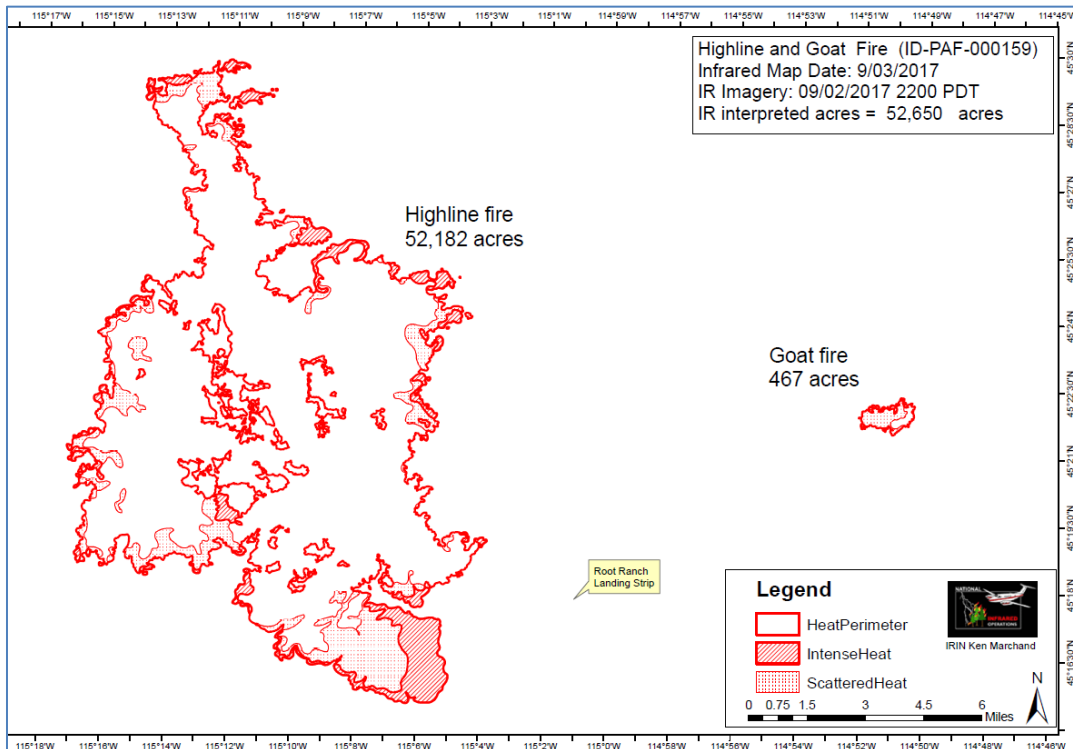 115°17'W 115°15'W 115°13'W 115°11'W 115°9'W 115°7'W 115°5'W 115°3'W 115°1'W 114°59'W 114°57'W 114°55'W 114°53'W 114°51'W 114°49'W 114°47'W 114°45'W
Highline and Goat Fire (ID-PAF-000159)
Infrared Map Date: 9/03/2017
IR Imagery: 09/02/2017 2200 PDT
IR interpreted acres = 52,650 acres
45°30'N
45°28'30"N
45°27'N
45°25'30"N
45°24'N
45°22'30"N
45°21'N
45°19'30"N
45°18'N
45°16'30"N
Highline fire
52,182 acres
Goat fire
467 acres
Root Ranch
Landing Strip
Legend
HeatPerimeter
IntenseHeat
ScatteredHeat
NATIONAL
INFRARED
OPERATIONS
IRIN Ken Marchand
N
0 0.75 1.5 3 4.5 6
Miles
115°18'W 115°16'W 115°14'W 115°12'W 115°10'W 115°8'W 115°6'W 115°4'W 115°2'W 115°0'W 114°58'W 114°56'W 114°54'W 114°52'W 114°50'W 114°48'W 114°46'W